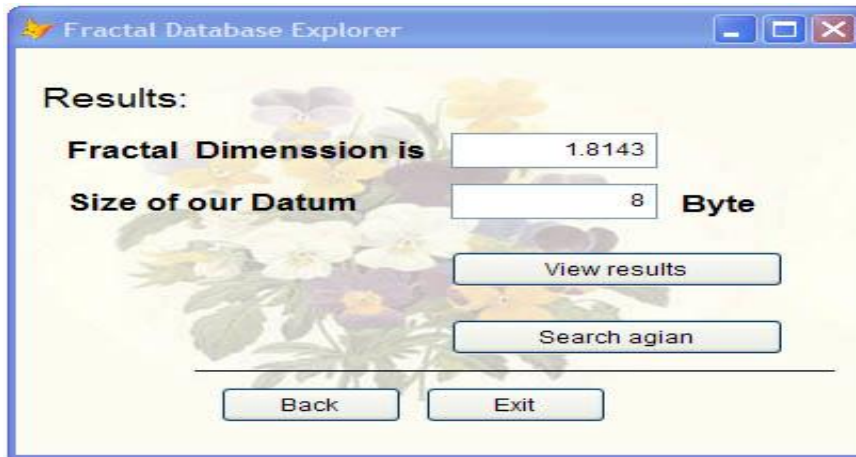 Fractal Database Explorer
Results:
Fractal Dimenssion is 1.8143
Size of our Datum 8 Byte
View results
Search agian
Back Exit